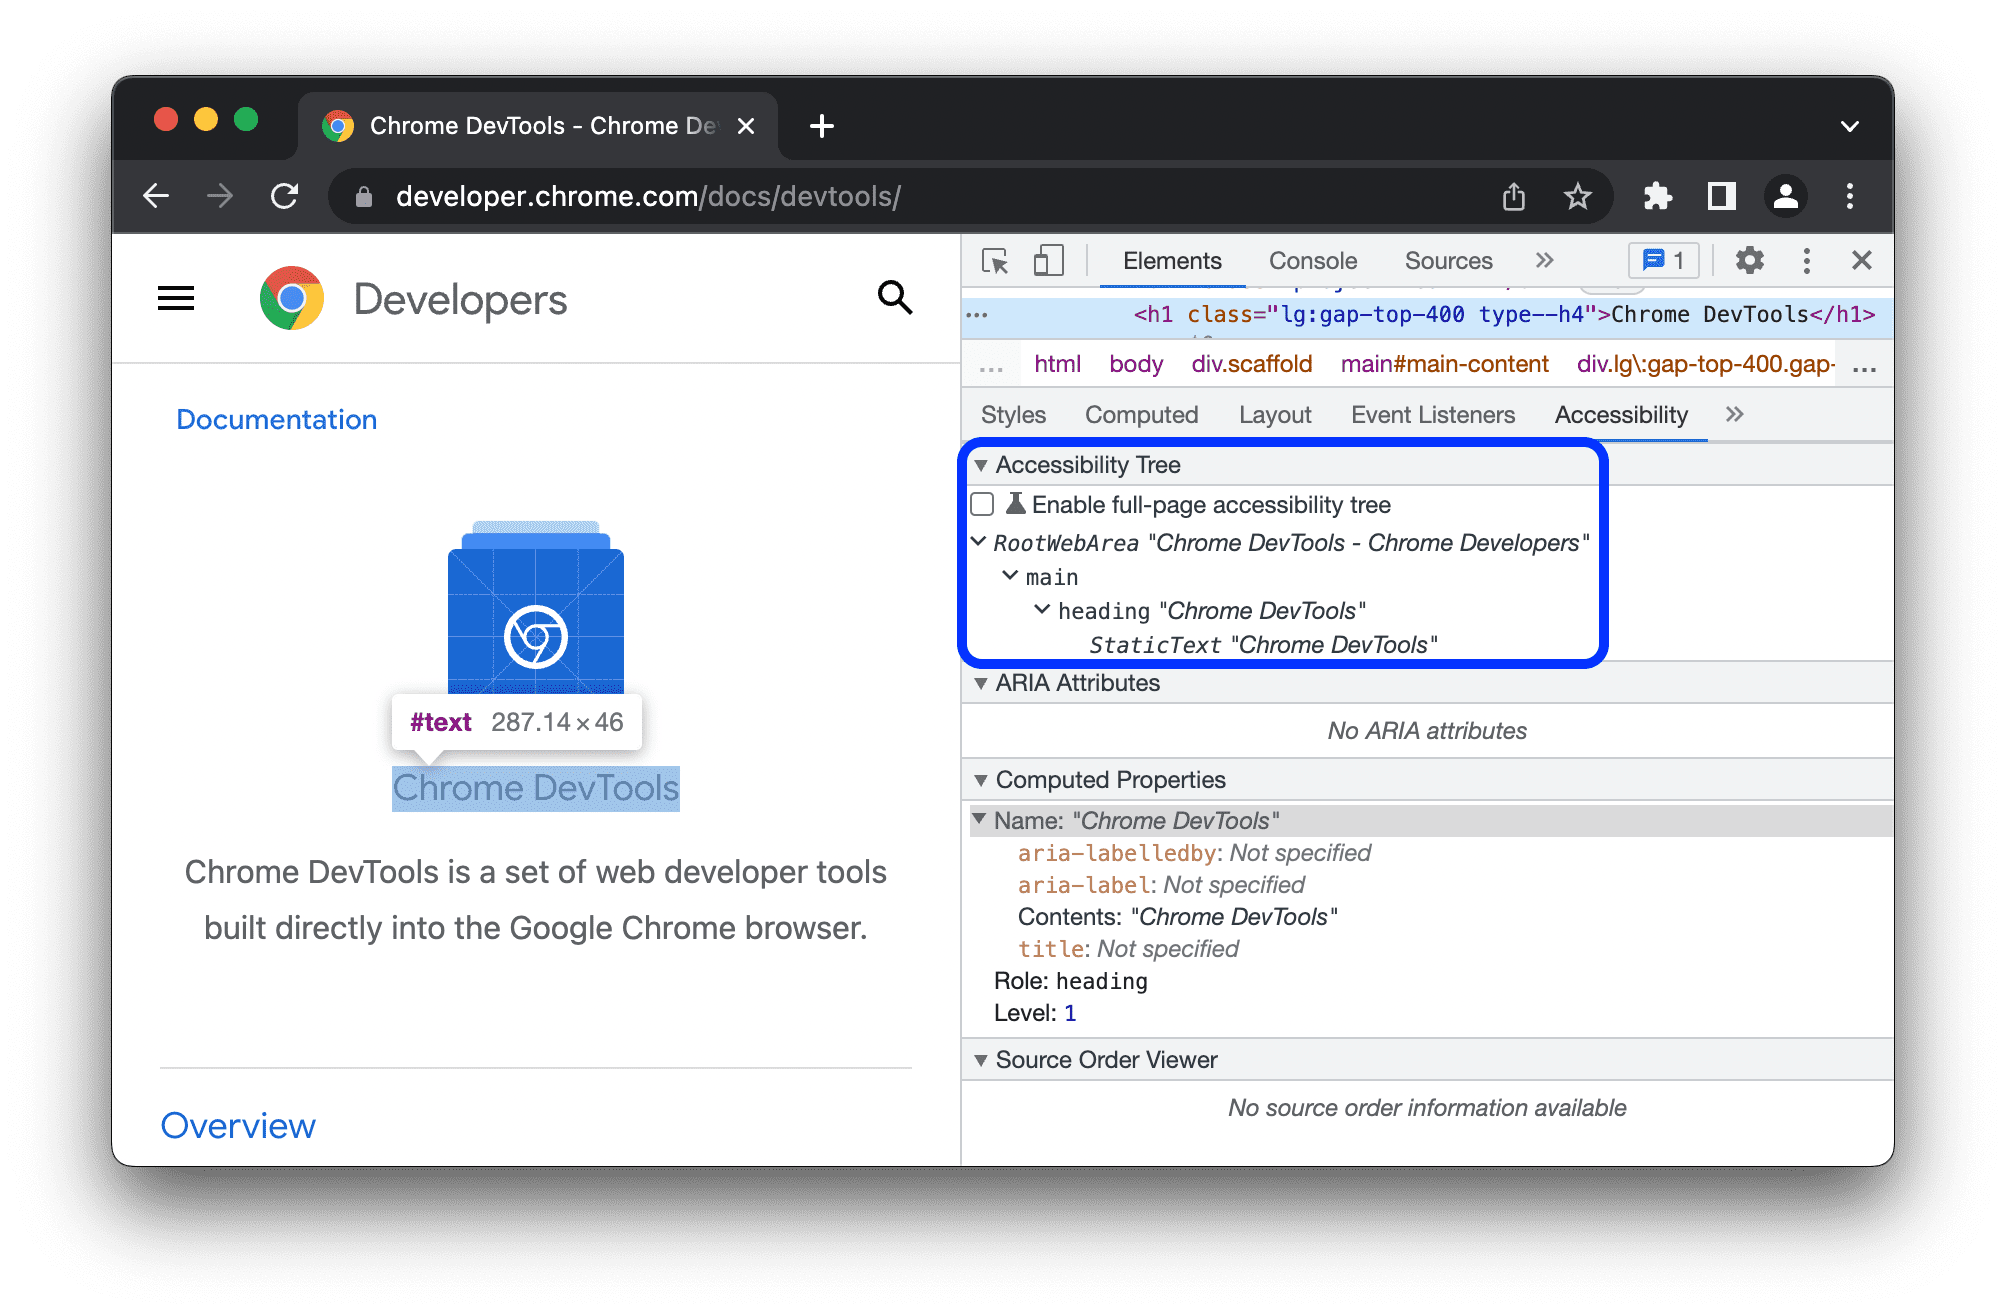 Chrome DevTools - Chrome De
developer.chrome.com/docs/devtools/
Developers
Documentation
#text 287.14×46
Chrome DevTools
Chrome DevTools is a set of web developer tools
built directly into the Google Chrome browser.
Overview
Elements Console Sources » 1
… <h1 class="lg:gap-top-400 type--h4">Chrome DevTools</h1>
… html body div.scaffold main#main-content div.lg\:gap-top-400.gap- …
Styles Computed Layout Event Listeners Accessibility »
Accessibility Tree
Enable full-page accessibility tree
RootWebArea "Chrome DevTools - Chrome Developers"
main
heading "Chrome DevTools"
StaticText "Chrome DevTools"
ARIA Attributes
No ARIA attributes
Computed Properties
Name: "Chrome DevTools"
aria-labelledby: Not specified
aria-label: Not specified
Contents: "Chrome DevTools"
title: Not specified
Role: heading
Level: 1
Source Order Viewer
No source order information available